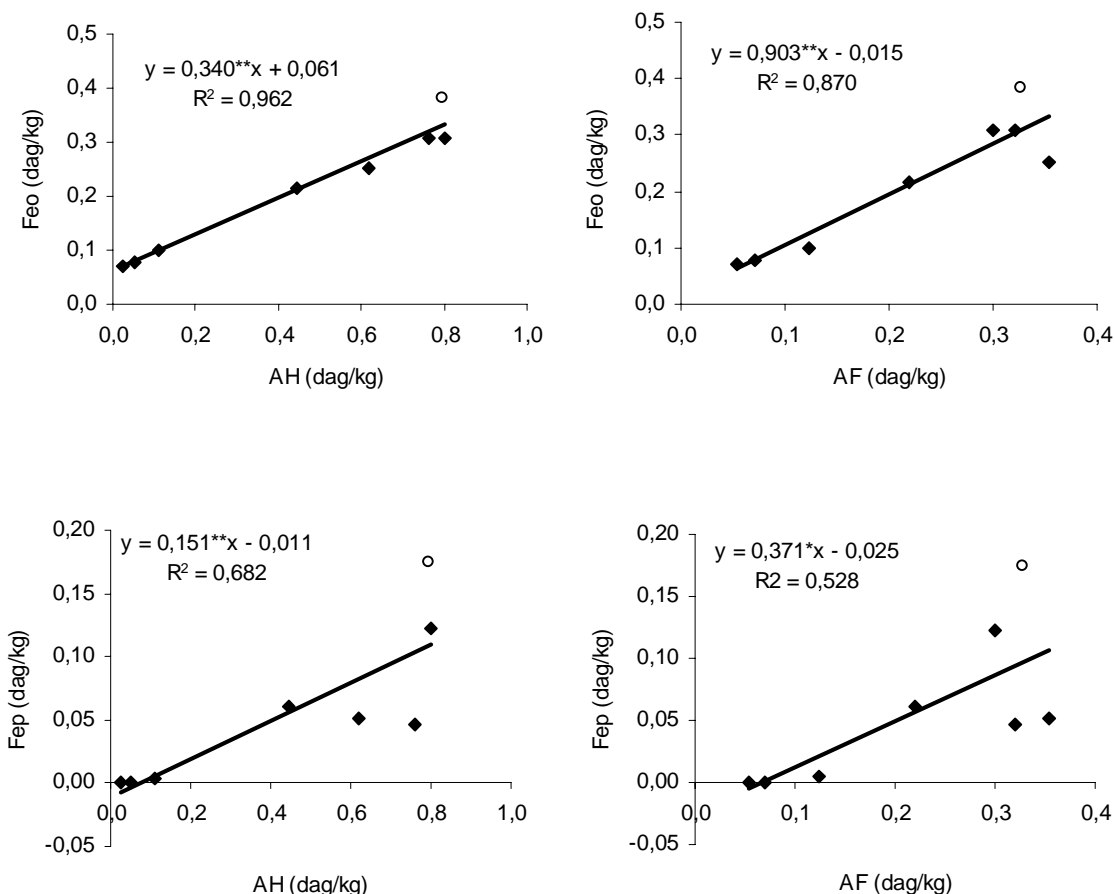 0,5
0,4
0,3
0,2
0,1
0,0
Feo (dag/kg)
y = 0,340**x + 0,061
R² = 0,962
0,0 0,2 0,4 0,6 0,8 1,0
AH (dag/kg)
0,5
0,4
0,3
0,2
0,1
0,0
Feo (dag/kg)
y = 0,903**x - 0,015
R² = 0,870
0,0 0,1 0,2 0,3 0,4
AF (dag/kg)
0,20
0,15
0,10
0,05
0,00
-0,05
Fep (dag/kg)
y = 0,151**x - 0,011
R² = 0,682
0,0 0,2 0,4 0,6 0,8 1,0
AH (dag/kg)
0,20
0,15
0,10
0,05
0,00
-0,05
Fep (dag/kg)
y = 0,371*x - 0,025
R2 = 0,528
0,0 0,1 0,2 0,3 0,4
AF (dag/kg)